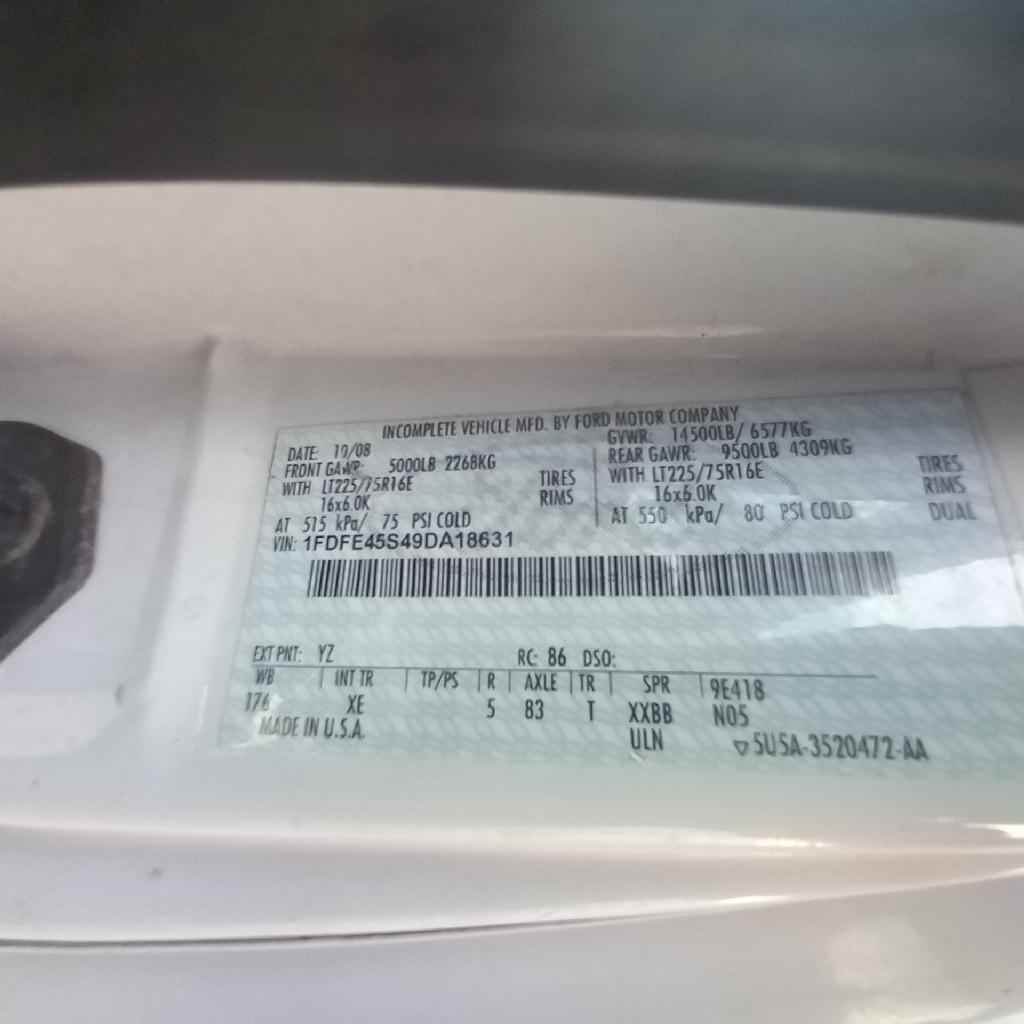 INCOMPLETE VEHICLE MFD. BY FORD MOTOR COMPANY
DATE: 10/08 GVWR: 14500LB/ 6577KG
FRONT GAWR: 5000LB 2268KG REAR GAWR: 9500LB 4309KG
WITH LT225/75R16E TIRES WITH LT225/75R16E TIRES
16x6.0K RIMS 16x6.0K RIMS
AT 515 kPa/ 75 PSI COLD AT 550 kPa/ 80 PSI COLD DUAL
VIN: 1FDFE45S49DA18631
EXT PNT: YZ RC: 86 DSO:
WB INT TR TP/PS R AXLE TR SPR 9E418
176 XE 5 83 T XXBB N05
MADE IN U.S.A. ULN ▽5U5A-3520472-AA